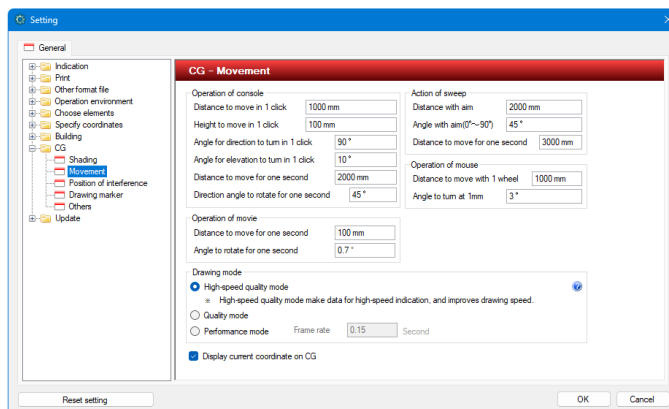 Setting
General
Indication
Print
Other format file
Operation environment
Choose elements
Specify coordinates
Building
CG
Shading
Movement
Position of interference
Drawing marker
Others
Update
CG - Movement
Operation of console
Distance to move in 1 click 1000 mm
Height to move in 1 click 100 mm
Angle for direction to turn in 1 click 90 °
Angle for elevation to turn in 1 click 10 °
Distance to move for one second 2000 mm
Direction angle to rotate for one second 45 °
Action of sweep
Distance with aim 2000 mm
Angle with aim(0°～90°) 45 °
Distance to move for one second 3000 mm
Operation of mouse
Distance to move with 1 wheel 1000 mm
Angle to turn at 1mm 3 °
Operation of movie
Distance to move for one second 100 mm
Angle to rotate for one second 0.7 °
Drawing mode
High-speed quality mode
※ High-speed quality mode make data for high-speed indication, and improves drawing speed.
Quality mode
Performance mode Frame rate 0.15 Second
Display current coordinate on CG
Reset setting OK Cancel